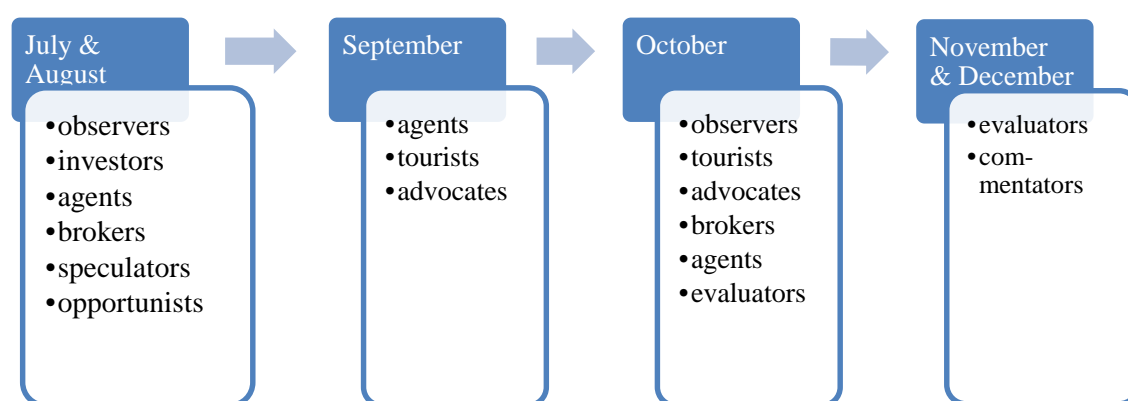 July &
August
•observers
•investors
•agents
•brokers
•speculators
•opportunists
September
•agents
•tourists
•advocates
October
•observers
•tourists
•advocates
•brokers
•agents
•evaluators
November
& December
•evaluators
•com-
mentators